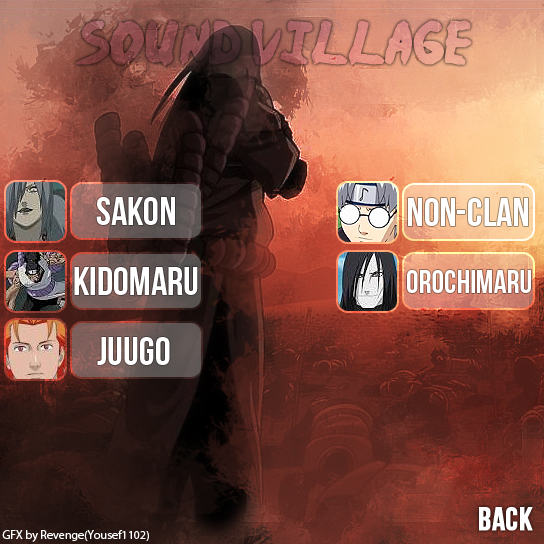 SOUND VILLAGE
SAKON
NON-CLAN
KIDOMARU
OROCHIMARU
JUUGO
BACK
GFX by Revenge(Yousef1102)